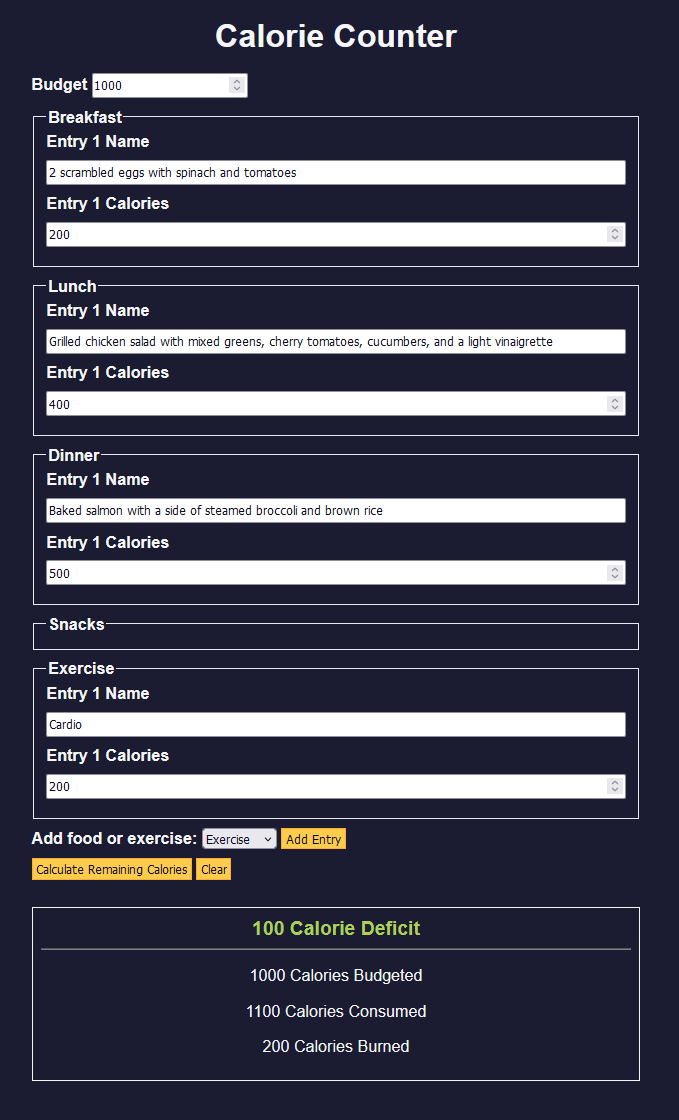 Calorie Counter
Budget 1000
Breakfast
Entry 1 Name
2 scrambled eggs with spinach and tomatoes
Entry 1 Calories
200
Lunch
Entry 1 Name
Grilled chicken salad with mixed greens, cherry tomatoes, cucumbers, and a light vinaigrette
Entry 1 Calories
400
Dinner
Entry 1 Name
Baked salmon with a side of steamed broccoli and brown rice
Entry 1 Calories
500
Snacks
Exercise
Entry 1 Name
Cardio
Entry 1 Calories
200
Add food or exercise: Exercise Add Entry
Calculate Remaining Calories Clear
100 Calorie Deficit
1000 Calories Budgeted
1100 Calories Consumed
200 Calories Burned